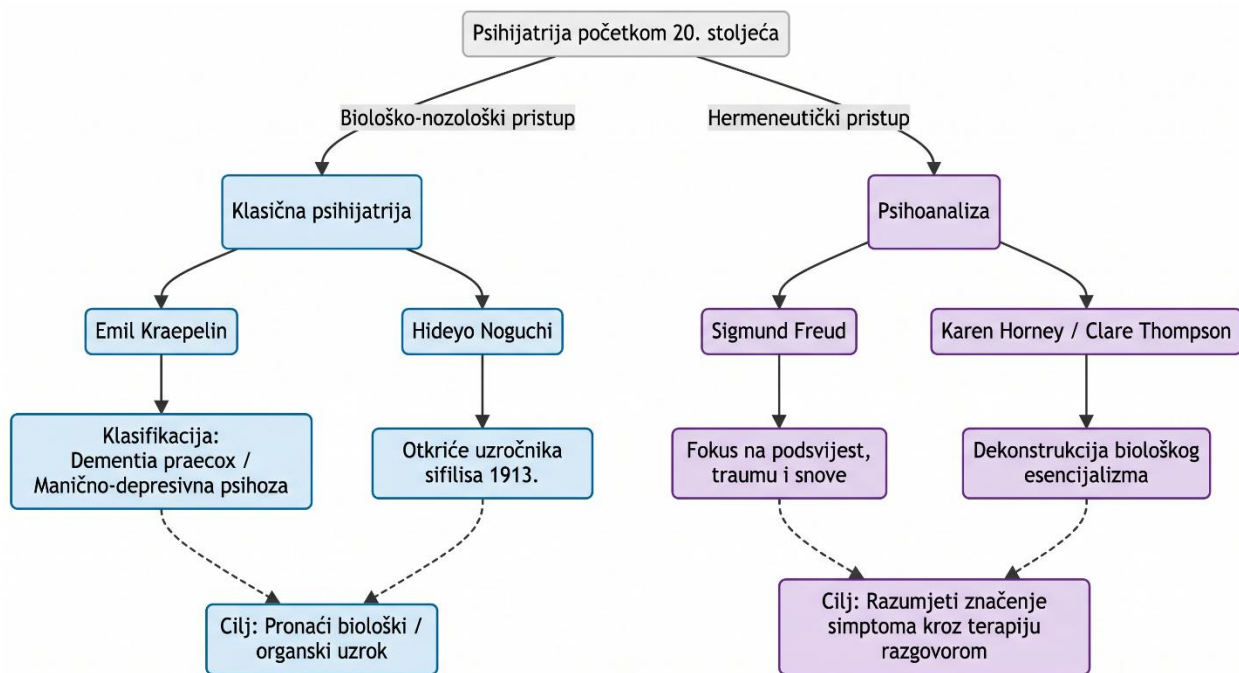 Psihijatrija početkom 20. stoljeća
Biološko-nozološki pristup
Hermeneutički pristup
Klasična psihijatrija
Psihoanaliza
Emil Kraepelin
Hideyo Noguchi
Sigmund Freud
Karen Horney / Clare Thompson
Klasifikacija:
Dementia praecox /
Manično-depresivna psihoza
Otkriće uzročnika
sifilisa 1913.
Fokus na podsvijest,
traumu i snove
Dekonstrukcija biološkog
esencijalizma
Cilj: Pronaći biološki /
organski uzrok
Cilj: Razumjeti značenje
simptoma kroz terapiju
razgovorom